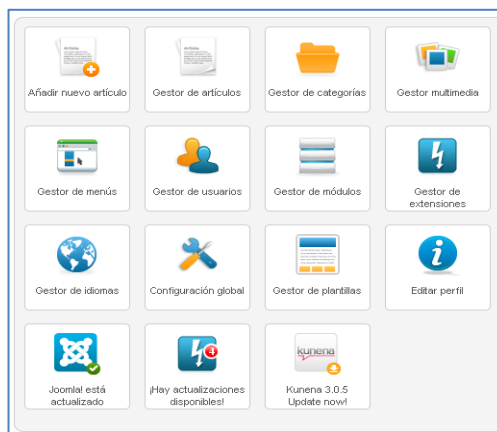 Añadir nuevo artículo
Gestor de artículos
Gestor de categorías
Gestor multimedia
Gestor de menús
Gestor de usuarios
Gestor de módulos
Gestor de
extensiones
Gestor de idiomas
Configuración global
Gestor de plantillas
Editar perfil
Joomla! está
actualizado
4
¡Hay actualizaciones
disponibles!
kunena
Kunena 3.0.5
Update now!